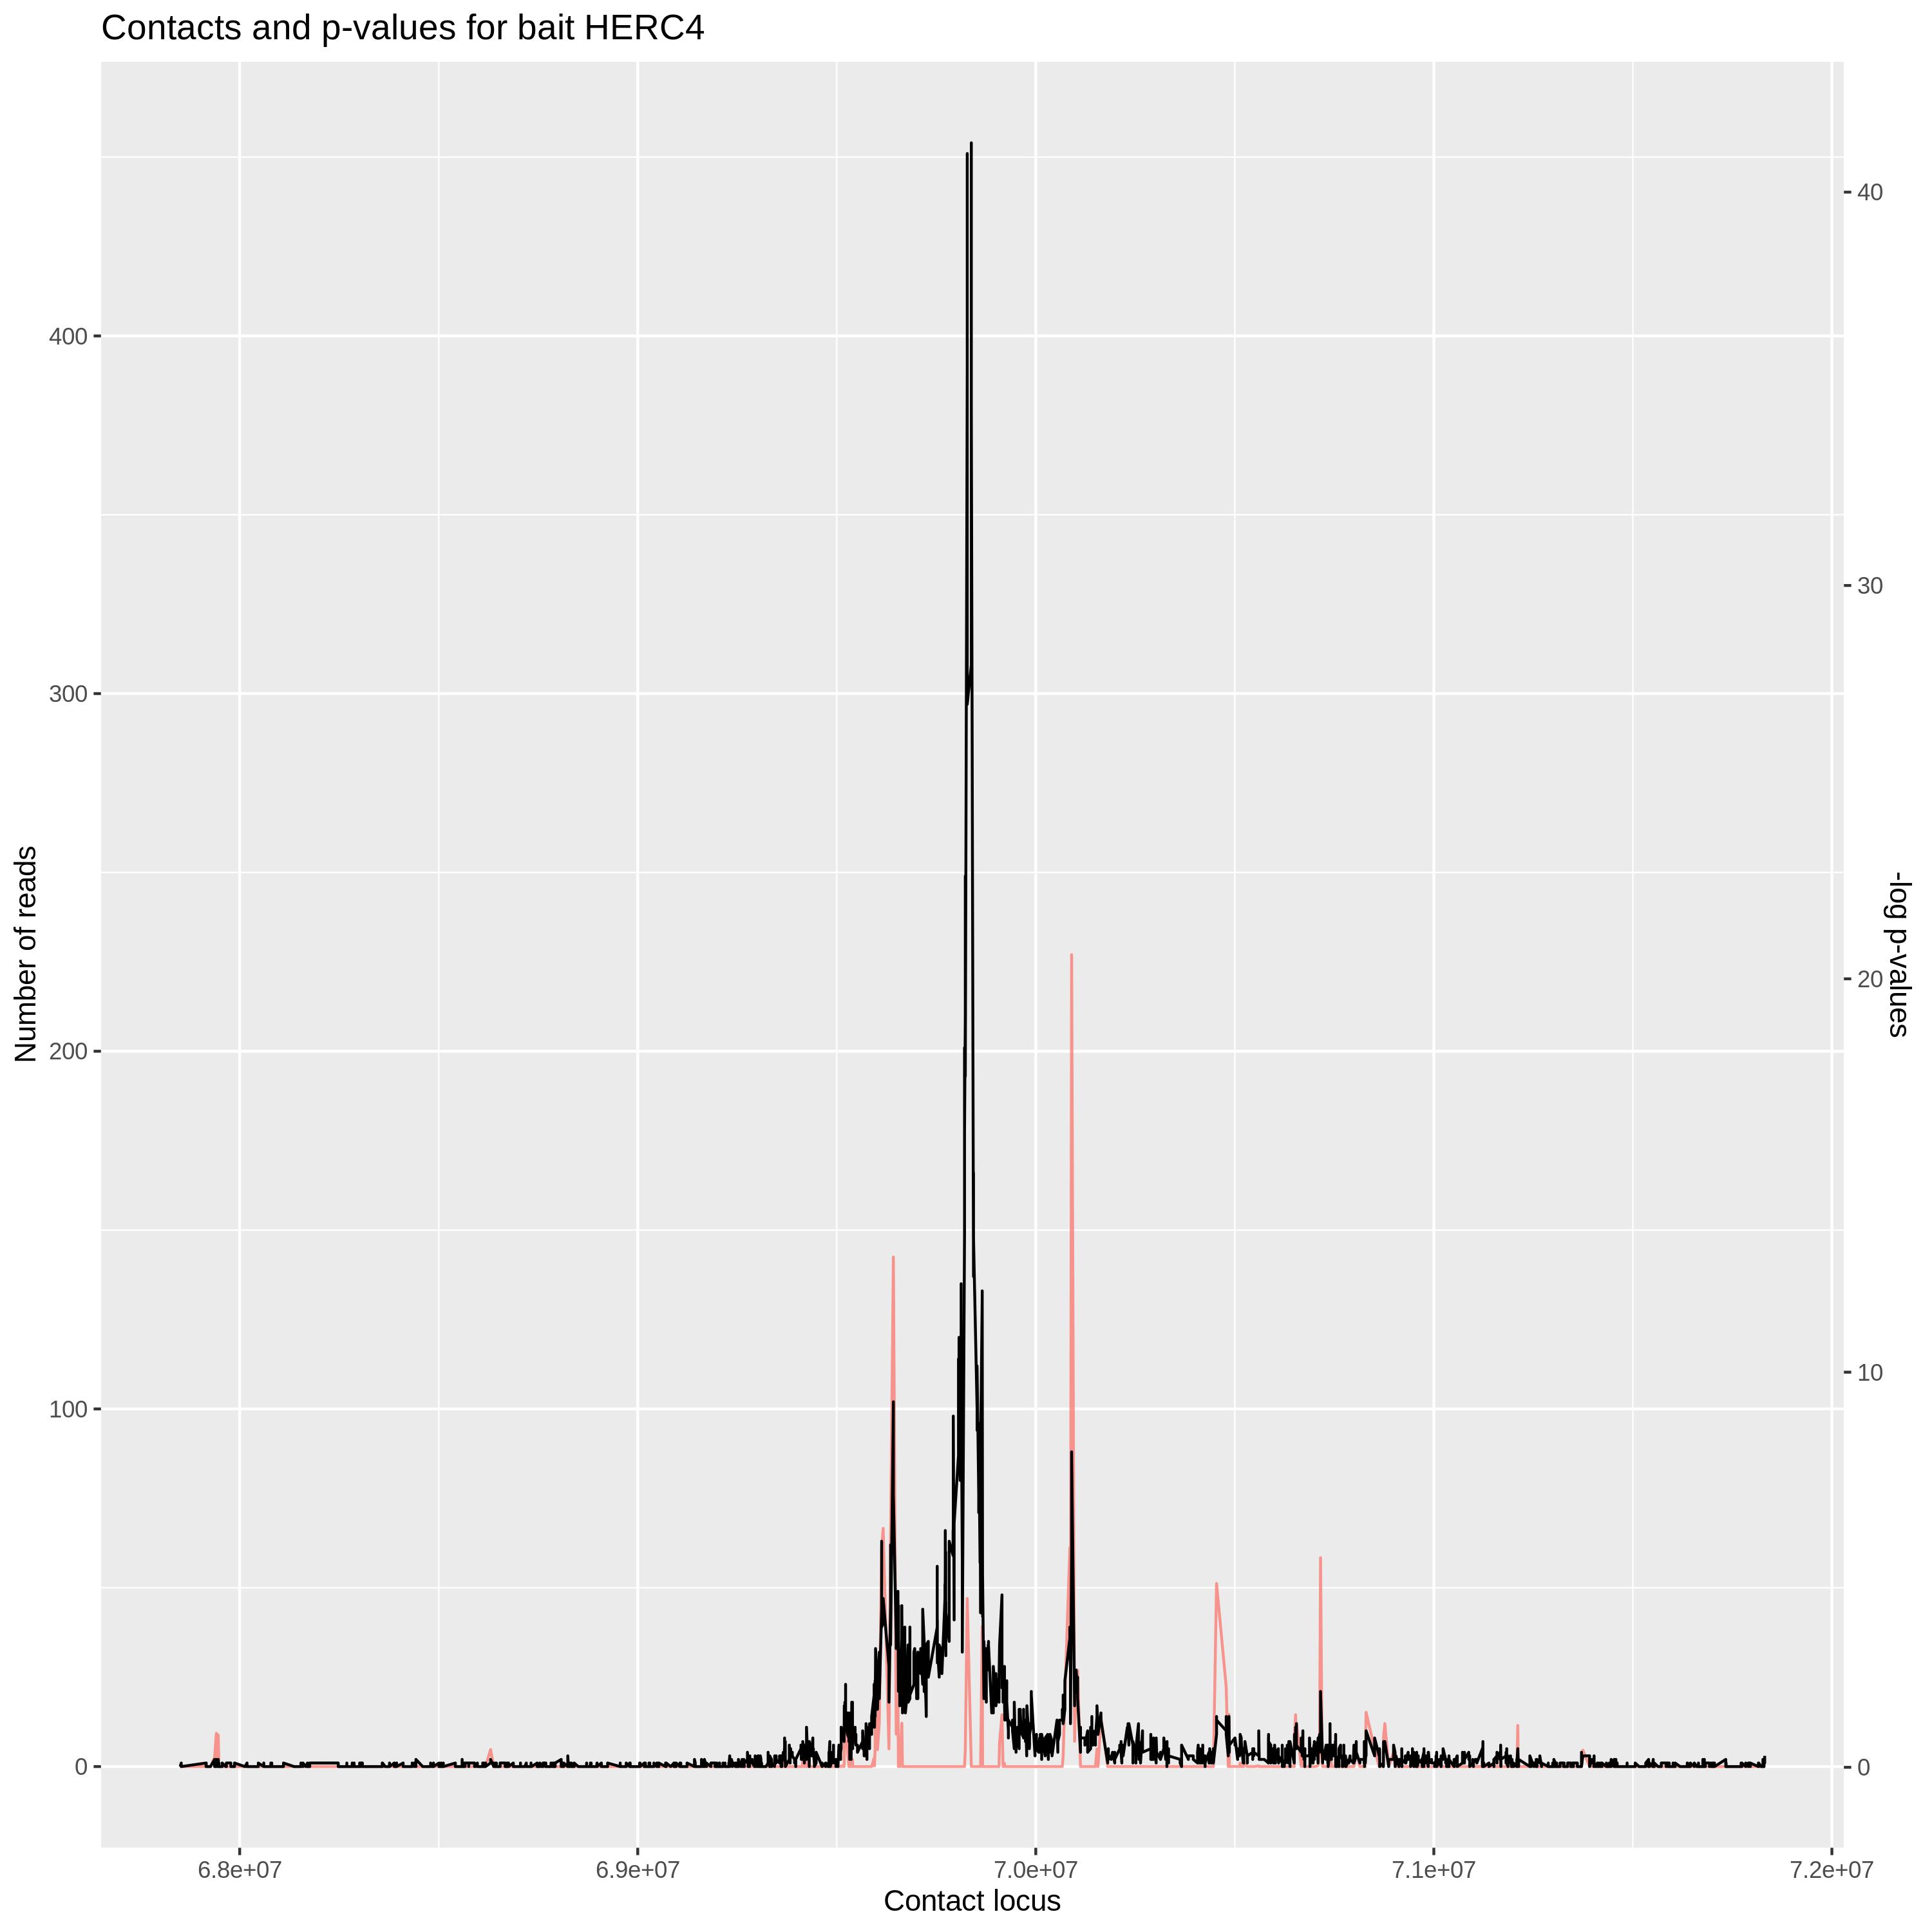 Contacts and p-values for bait HERC4
Number of reads
400
300
200
100
0
-log p-values
40
30
20
10
0
6.8e+07
6.9e+07
7.0e+07
7.1e+07
7.2e+07
Contact locus